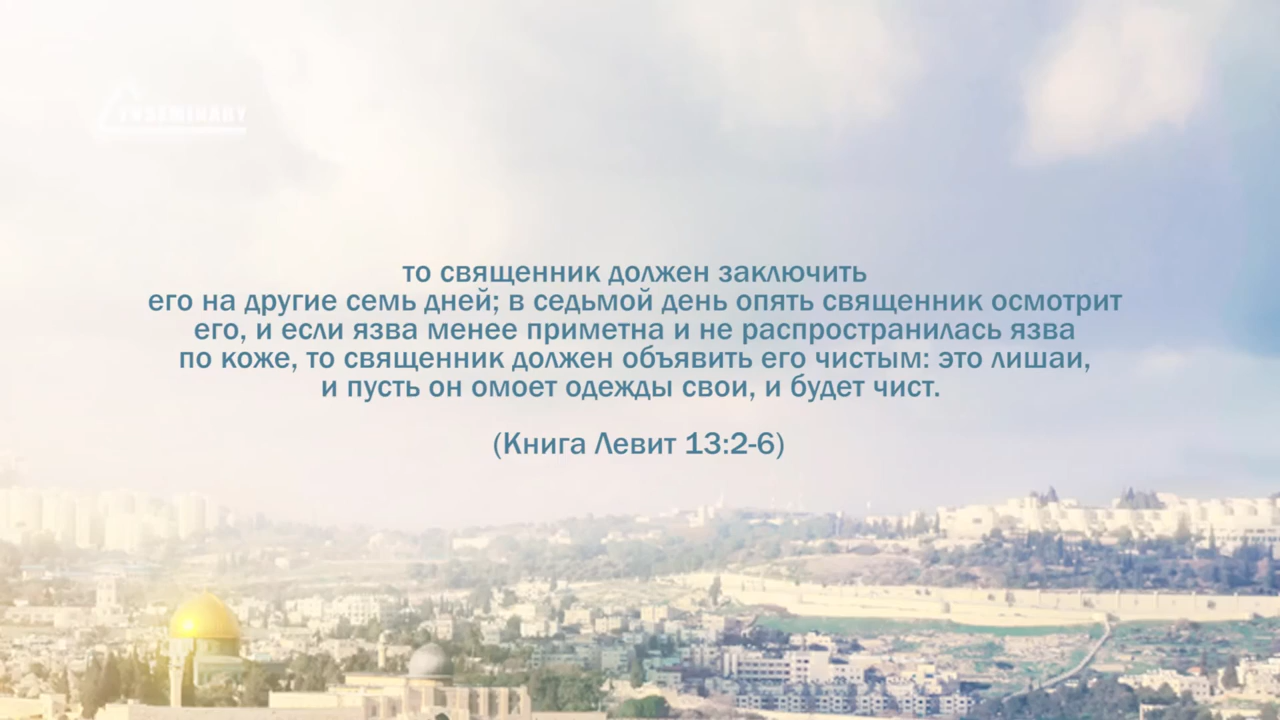 TVSEMINARY
то священник должен заключить
его на другие семь дней; в седьмой день опять священник осмотрит
его, и если язва менее приметна и не распространилась язва
по коже, то священник должен объявить его чистым: это лишаи,
и пусть он омоет одежды свои, и будет чист.
(Книга Левит 13:2-6)